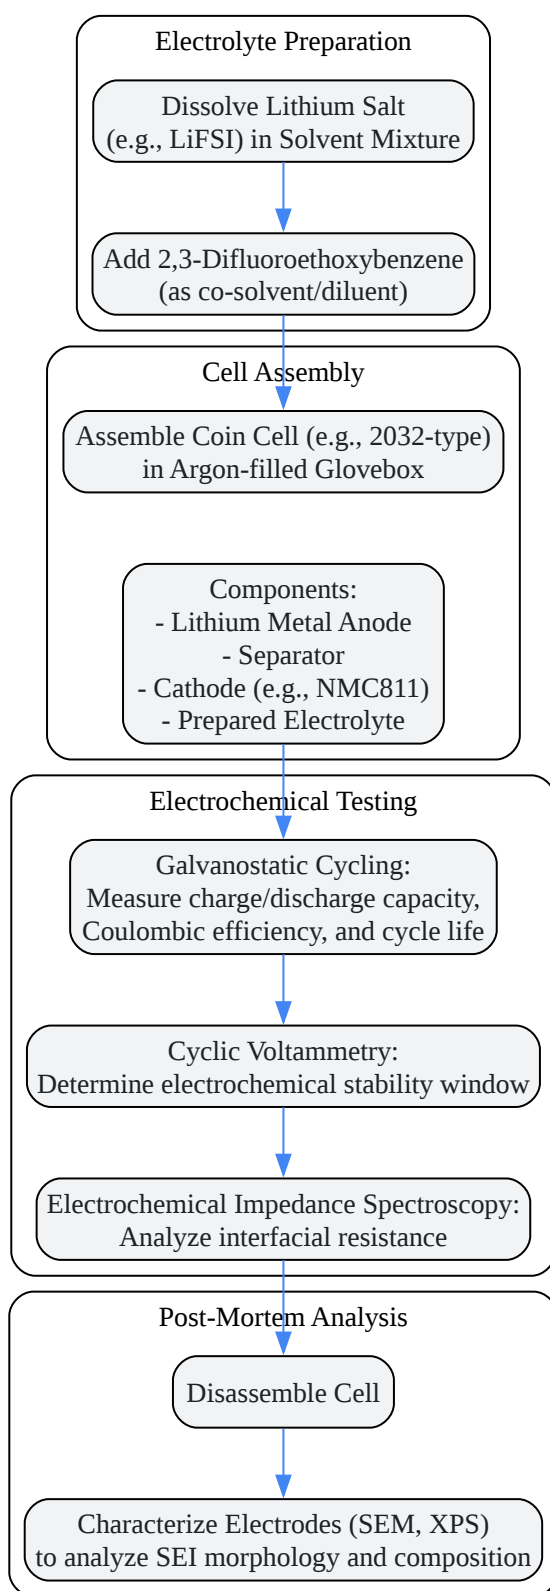 Electrolyte Preparation
Dissolve Lithium Salt
(e.g., LiFSI) in Solvent Mixture
Add 2,3-Difluoroethoxybenzene
(as co-solvent/diluent)
Cell Assembly
Assemble Coin Cell (e.g., 2032-type)
in Argon-filled Glovebox
Components:
- Lithium Metal Anode
- Separator
- Cathode (e.g., NMC811)
- Prepared Electrolyte
Electrochemical Testing
Galvanostatic Cycling:
Measure charge/discharge capacity,
Coulombic efficiency, and cycle life
Cyclic Voltammetry:
Determine electrochemical stability window
Electrochemical Impedance Spectroscopy:
Analyze interfacial resistance
Post-Mortem Analysis
Disassemble Cell
Characterize Electrodes (SEM, XPS)
to analyze SEI morphology and composition